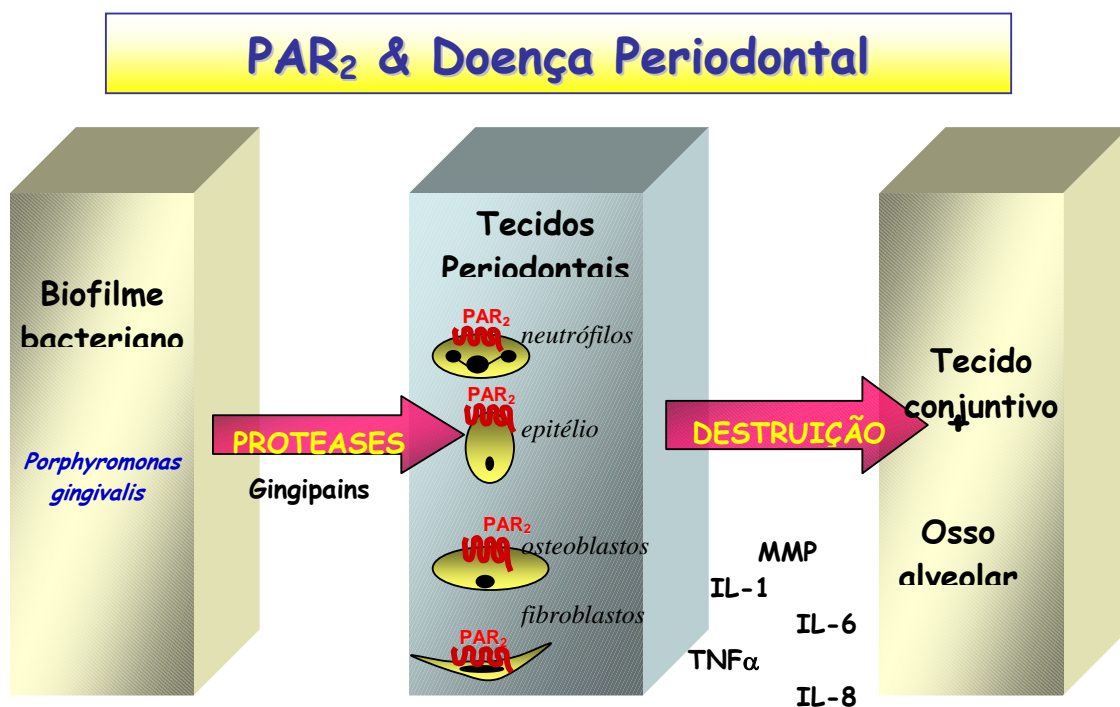 PAR₂ & Doença Periodontal
Biofilme
bacteriano
Porphyromonas
gingivalis
PROTEASES
Gingipains
Tecidos
Periodontais
PAR₂
neutrófilos
PAR₂
epitélio
PAR₂
osteoblastos
fibroblastos
PAR₂
DESTRUIÇÃO
MMP
IL-1
IL-6
TNFα
IL-8
Tecido
conjuntivo
+
Osso
alveolar